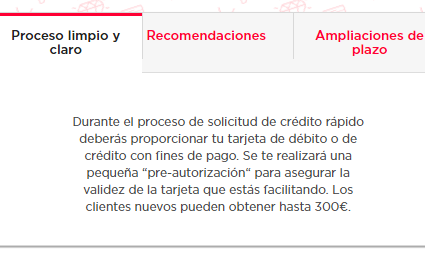 Proceso limpio y claro
Recomendaciones
Ampliaciones de plazo
Durante el proceso de solicitud de crédito rápido
deberás proporcionar tu tarjeta de débito o de
crédito con fines de pago. Se te realizará una
pequeña “pre-autorización“ para asegurar la
validez de la tarjeta que estás facilitando. Los
clientes nuevos pueden obtener hasta 300€.